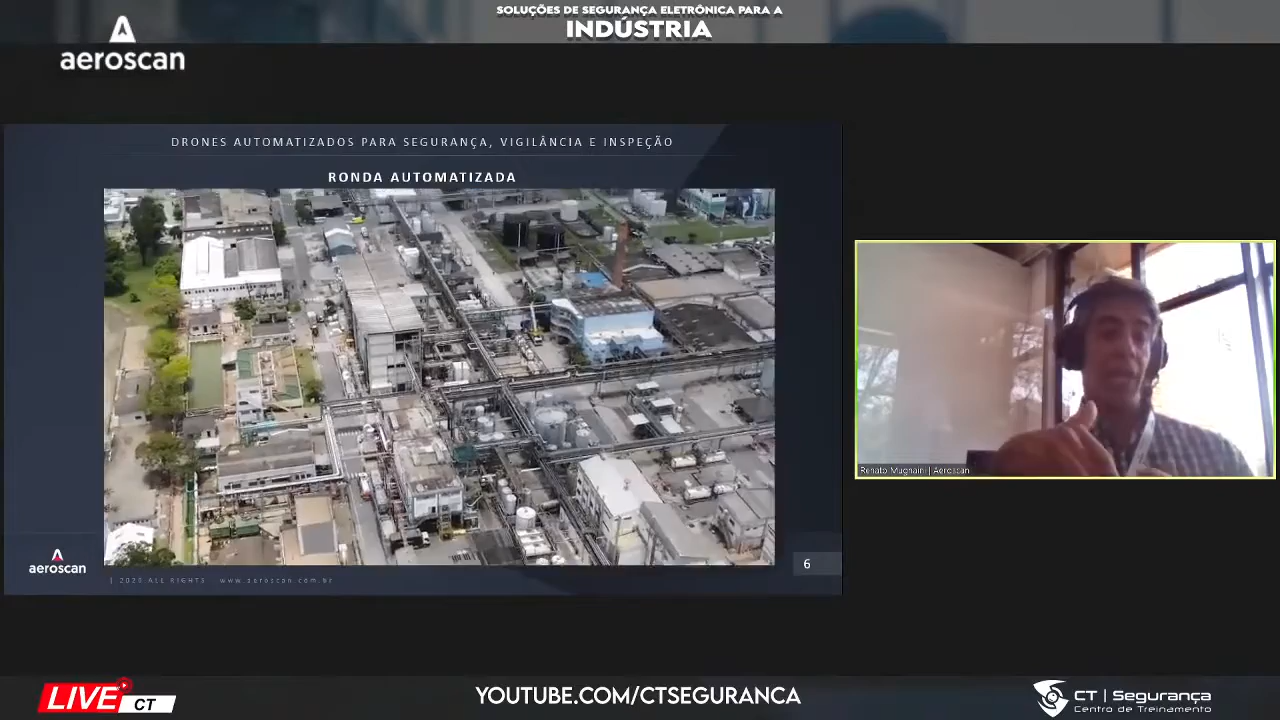 SOLUÇÕES DE SEGURANÇA ELETRÔNICA PARA A
INDÚSTRIA
aeroscan
DRONES AUTOMATIZADOS PARA SEGURANÇA, VIGILÂNCIA E INSPEÇÃO
RONDA AUTOMATIZADA
Renato Mugnaini | Aeroscan
aeroscan
6
| 2020 ALL RIGHTS www.aeroscan.com.br
LIVE CT
YOUTUBE.COM/CTSEGURANCA
CT | Segurança
Centro de Treinamento